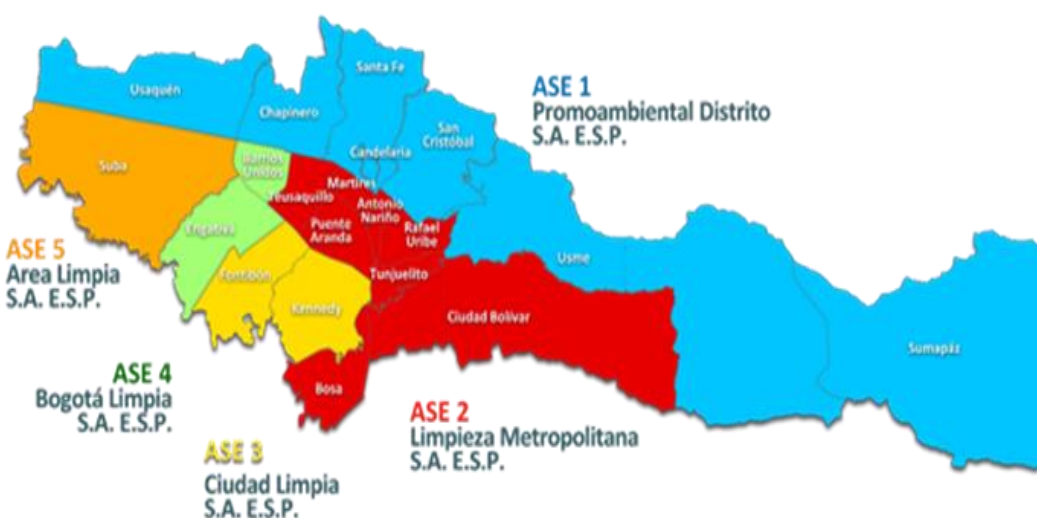 Santa Fe
Usaquén
Chapinero
San
Cristóbal
Candelaria
ASE 1
Promoambiental Distrito
S.A. E.S.P.
Suba
Barrios
Unidos
Martires
Teusaquillo
Antonio
Nariño
Puente
Aranda
Rafael
Uribe
Engativá
ASE 5
Area Limpia
S.A. E.S.P.
Fontibón
Tunjuelito
Usme
Kennedy
Ciudad Bolívar
Sumapáz
ASE 4
Bogotá Limpia
S.A. E.S.P.
Bosa
ASE 2
Limpieza Metropolitana
S.A. E.S.P.
ASE 3
Ciudad Limpia
S.A. E.S.P.